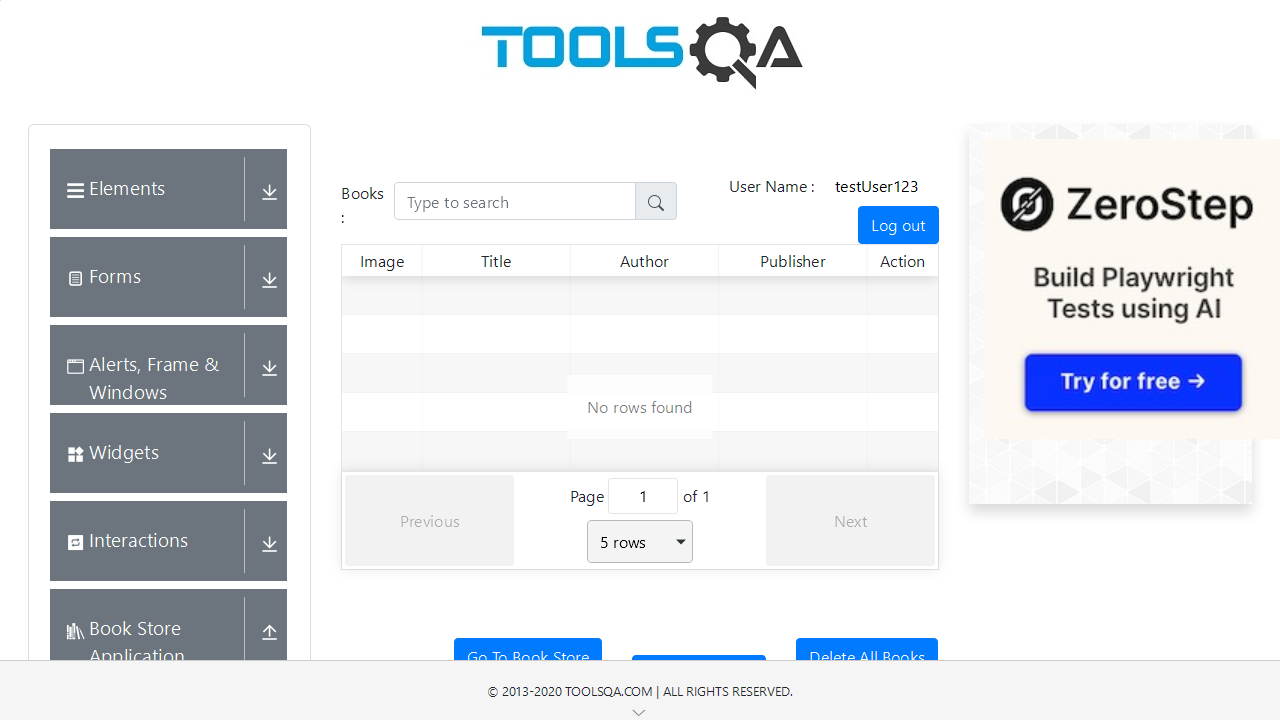 TOOLSQA
Elements
Forms
Alerts, Frame &
Windows
Widgets
Interactions
Book Store
Application
Books
:
Type to search
User Name :
testUser123
Log out
Image Title Author Publisher Action
No rows found
Previous
Page 1 of 1
5 rows
Next
Go To Book Store
Delete All Books
ZeroStep
Build Playwright
Tests using AI
Try for free →
© 2013-2020 TOOLSQA.COM | ALL RIGHTS RESERVED.